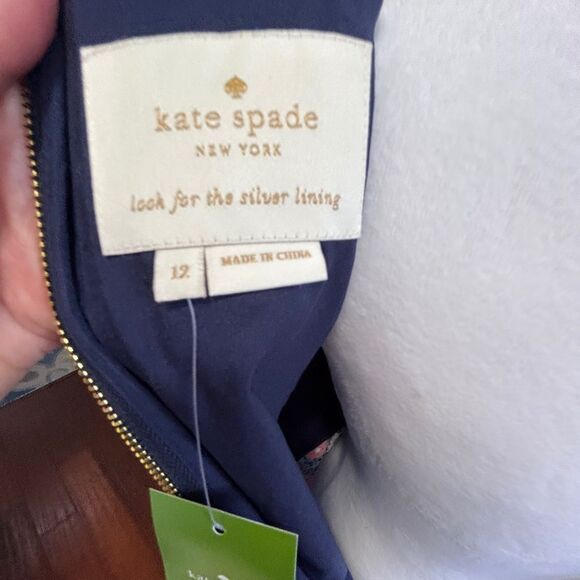 kate spade
NEW YORK
look for the silver lining
12
MADE IN CHINA